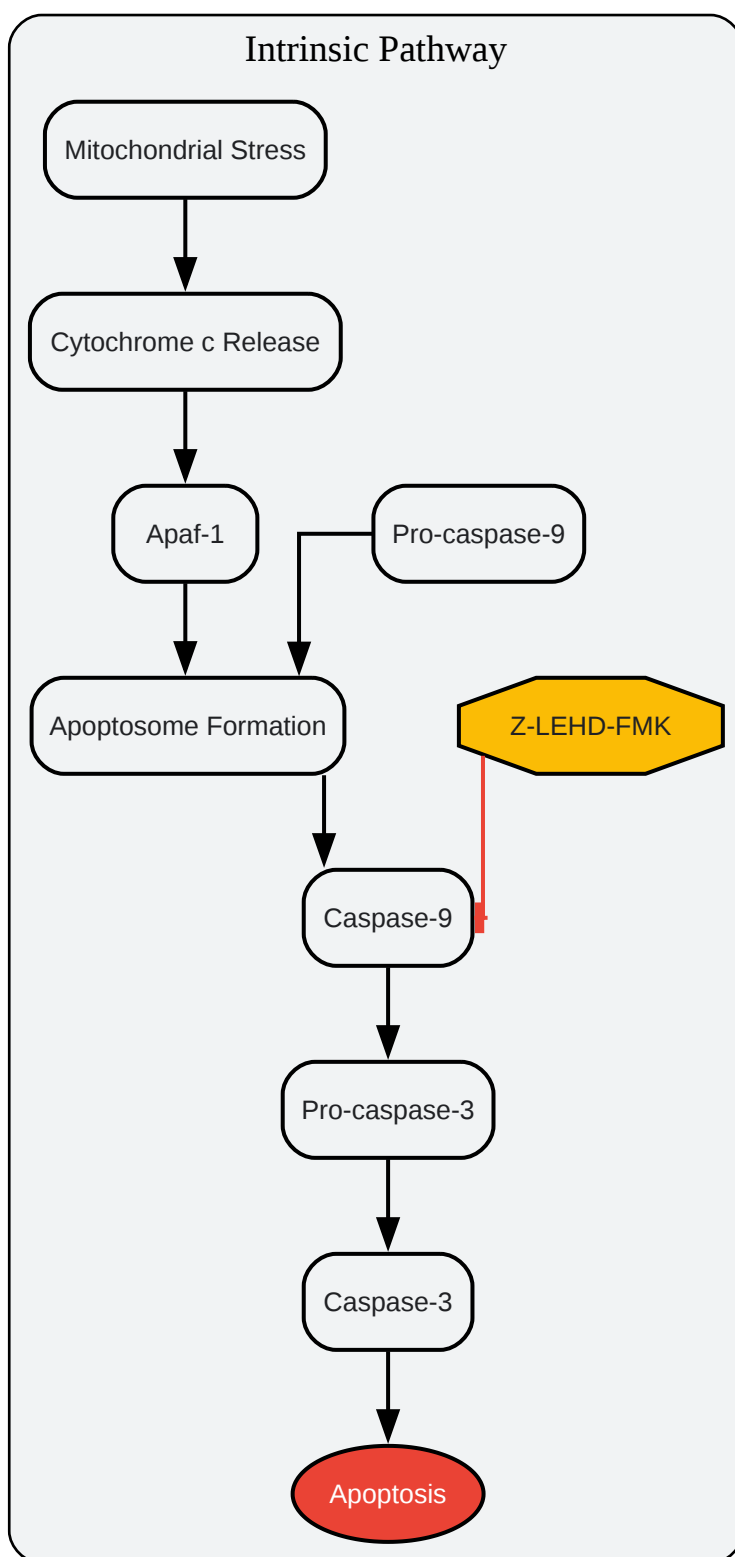 Intrinsic Pathway
Mitochondrial Stress
Cytochrome c Release
Apaf-1
Pro-caspase-9
Apoptosome Formation
Z-LEHD-FMK
Caspase-9
Pro-caspase-3
Caspase-3
Apoptosis